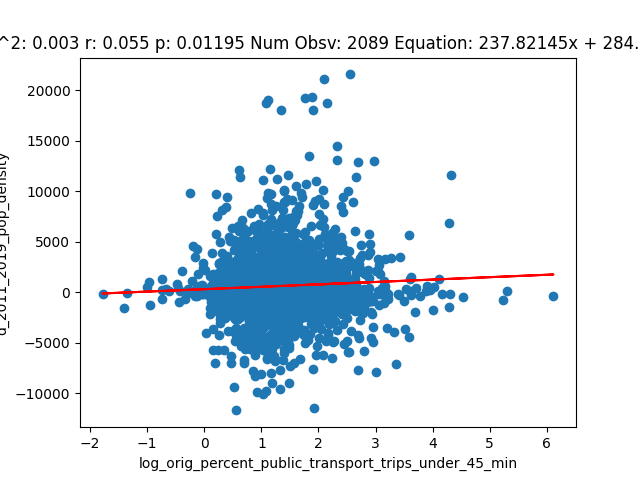 ^2: 0.003 r: 0.055 p: 0.01195 Num Obsv: 2089 Equation: 237.82145x + 284.
20000
15000
10000
5000
0
−5000
−10000
d_2011_2019_pop_density
−2 −1 0 1 2 3 4 5 6
log_orig_percent_public_transport_trips_under_45_min